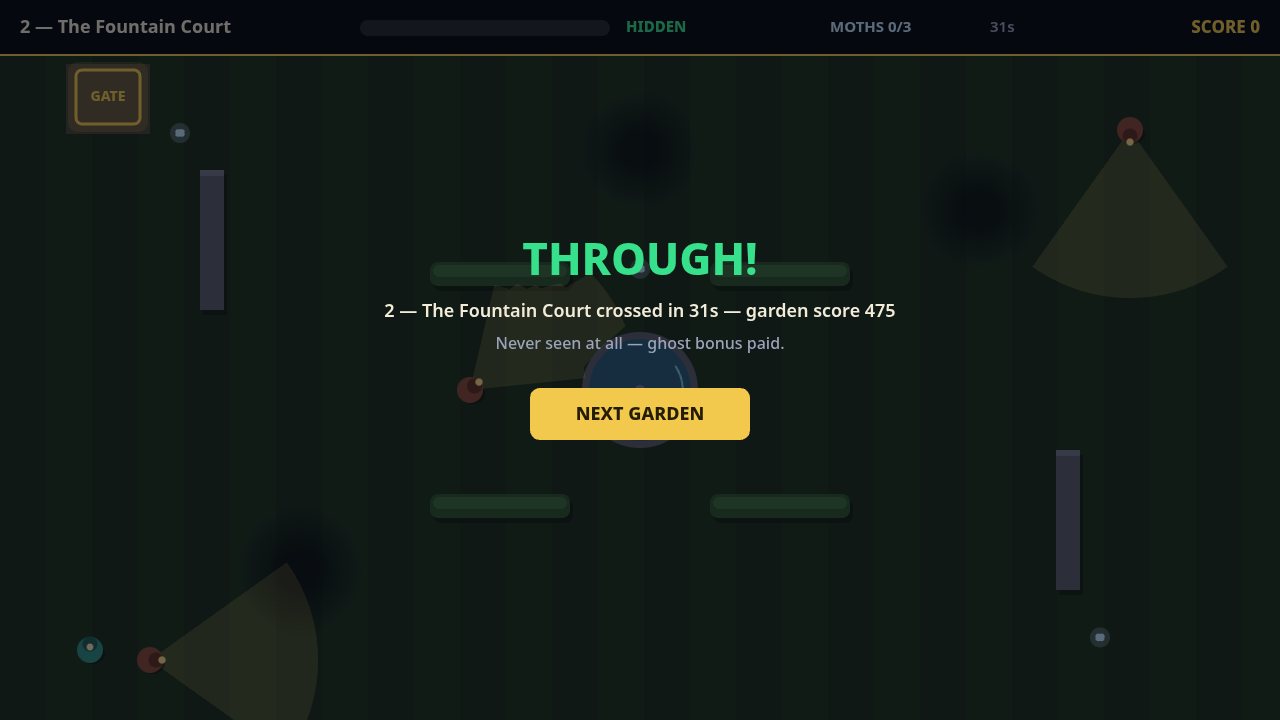 2 — The Fountain Court
HIDDEN
MOTHS 0/3
31s
SCORE 0
GATE
THROUGH!
2 — The Fountain Court crossed in 31s — garden score 475
Never seen at all — ghost bonus paid.
NEXT GARDEN